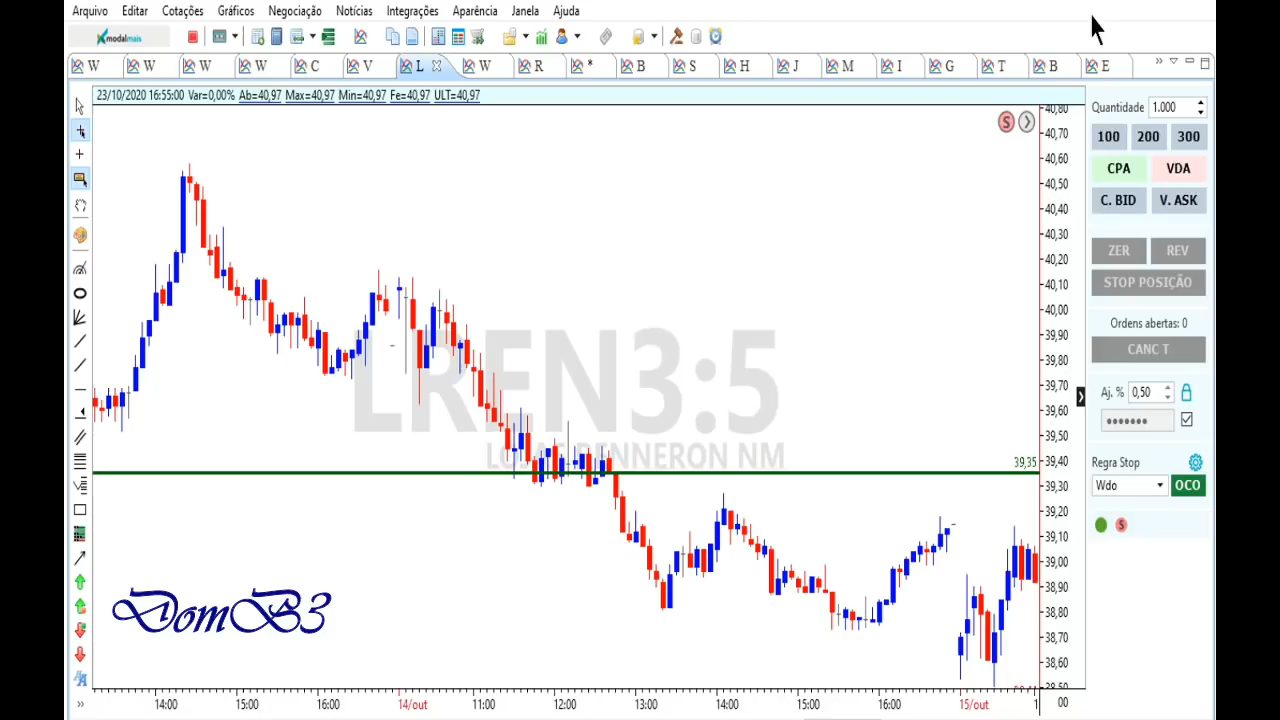 Arquivo Editar Cotações Gráficos Negociação Notícias Integrações Aparência Janela Ajuda
modalmais
W W W W C V L W R * B S H J M I G T B E
23/10/2020 16:55:00 Var=0,00% Ab=40,97 Max=40,97 Min=40,97 Fe=40,97 ULT=40,97
Quantidade 1.000
100 200 300
CPA VDA
C. BID V. ASK
ZER REV
STOP POSIÇÃO
Ordens abertas: 0
CANC T
Aj. % 0,50
Regra Stop
Wdo OCO
S
S
40,80
40,70
40,60
40,50
40,40
40,30
40,20
40,10
40,00
39,90
39,80
39,70
39,60
39,50
39,40
39,30
39,20
39,10
39,00
38,90
38,80
38,70
38,60
38,50
39,35
LREN3:5
LOJAS RENNERON NM
DomB3
14:00 15:00 16:00 14/out 11:00 12:00 13:00 14:00 15:00 16:00 15/out
00